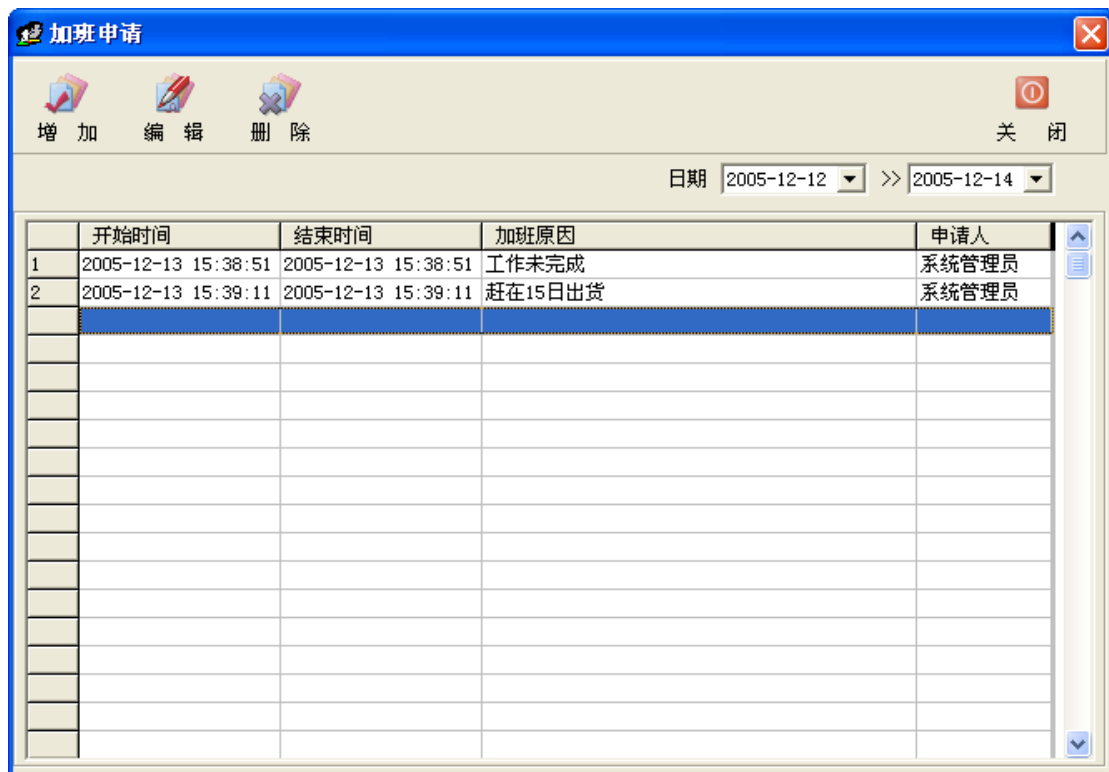 加班申请
增 加 编 辑 删 除 关 闭
日期 2005-12-12 >> 2005-12-14
开始时间 结束时间 加班原因 申请人
1 2005-12-13 15:38:51 2005-12-13 15:38:51 工作未完成 系统管理员
2 2005-12-13 15:39:11 2005-12-13 15:39:11 赶在15日出货 系统管理员